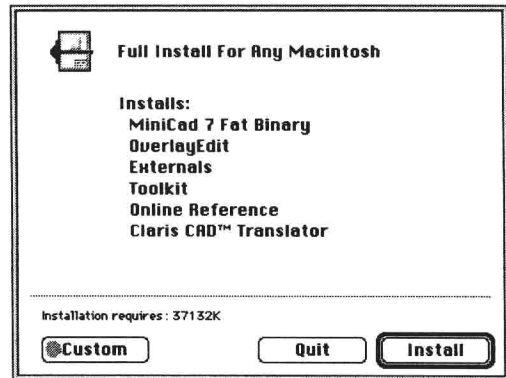 Full Install For Any Macintosh
Installs:
MiniCad 7 Fat Binary
OverlayEdit
Externals
Toolkit
Online Reference
Claris CAD™ Translator
Installation requires: 37132K
Custom
Quit
Install